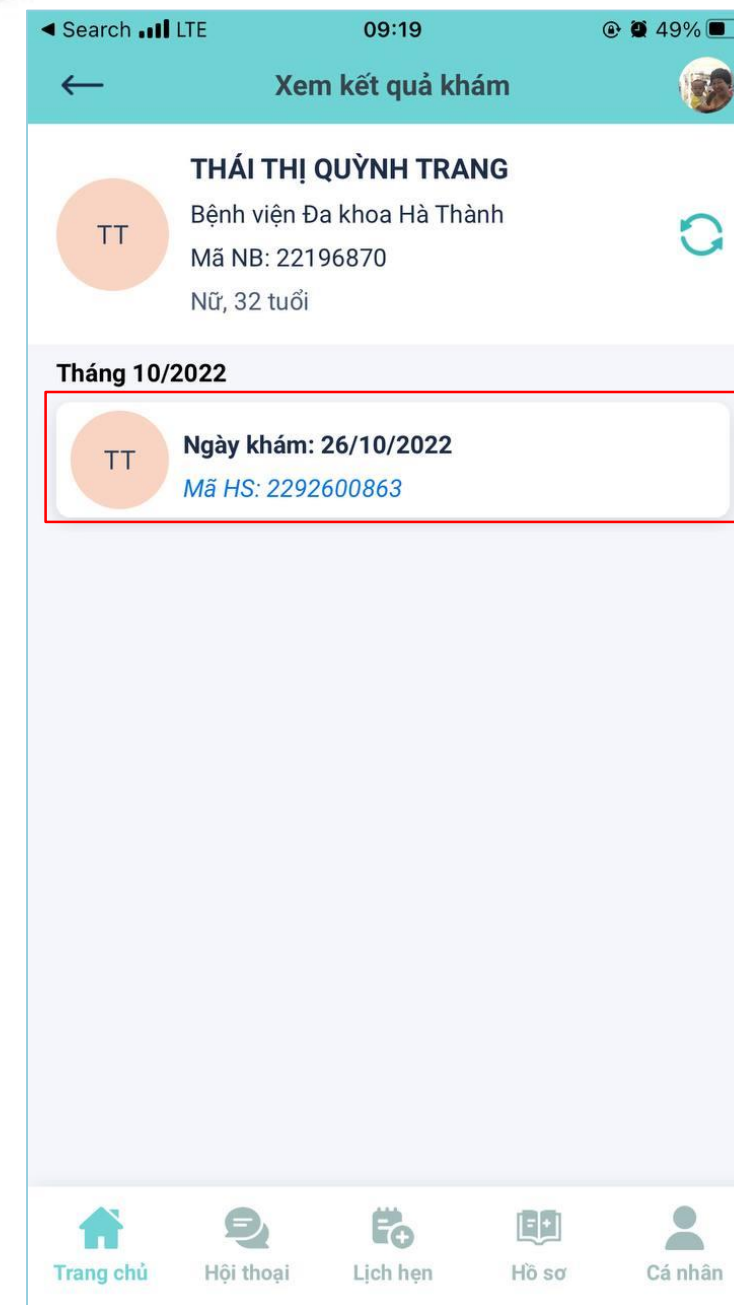 ◄ Search LTE 09:19 49%
← Xem kết quả khám
THÁI THỊ QUỲNH TRANG
Bệnh viện Đa khoa Hà Thành
TT
Mã NB: 22196870
Nữ, 32 tuổi
Tháng 10/2022
TT
Ngày khám: 26/10/2022
Mã HS: 2292600863
Trang chủ Hội thoại Lịch hẹn Hồ sơ Cá nhân